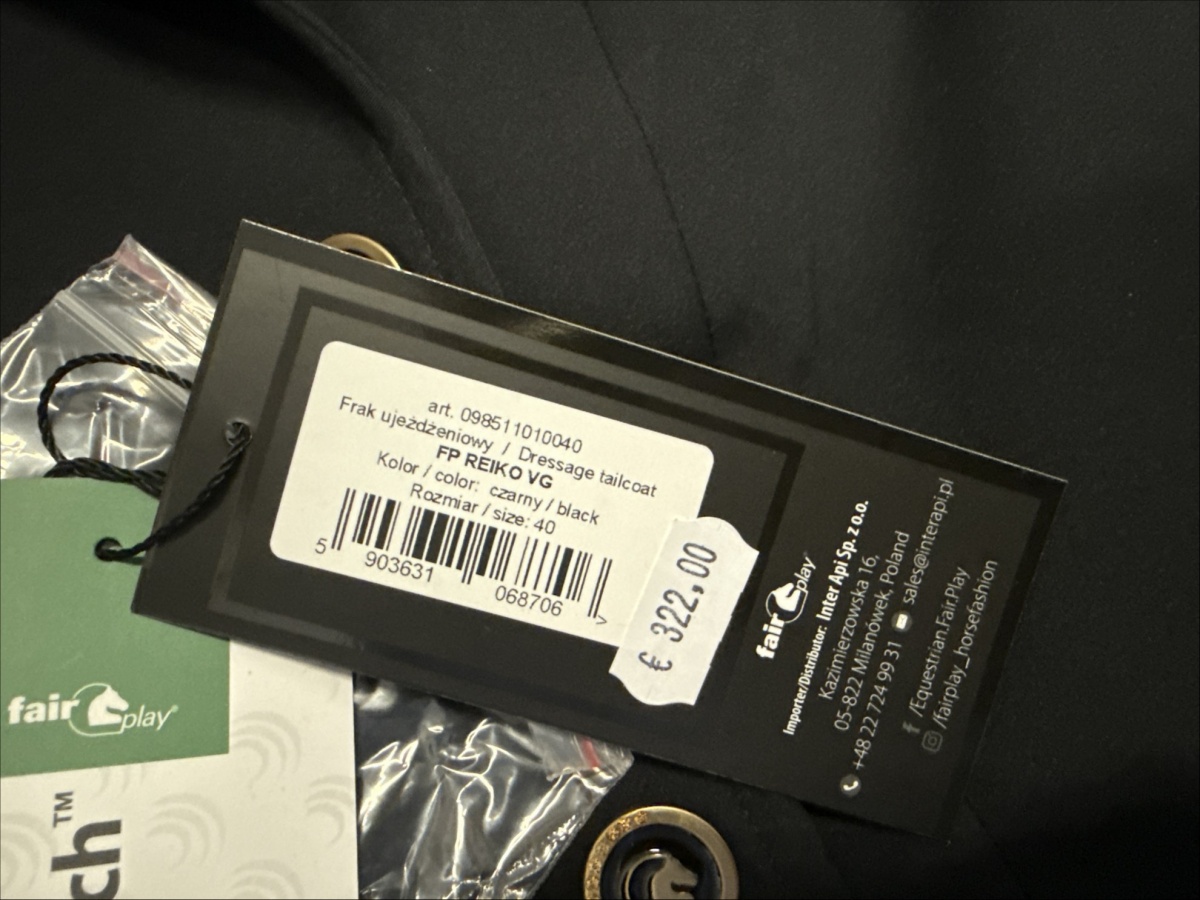 art. 098511010040
Frak ujeżdżeniowy / Dressage tailcoat
FP REIKO VG
Kolor / color: czarny / black
Rozmiar / size: 40
5 903631 068706 >
€ 322,00
fair play
Importer/Distributor: Inter Api Sp. z o.o.
Kazimierzowska 16,
05-822 Milanówek, Poland
+48 22 724 99 31 sales@interapi.pl
/Equestrian.Fair.Play
/fairplay_horsefashion
fair play®
ch™